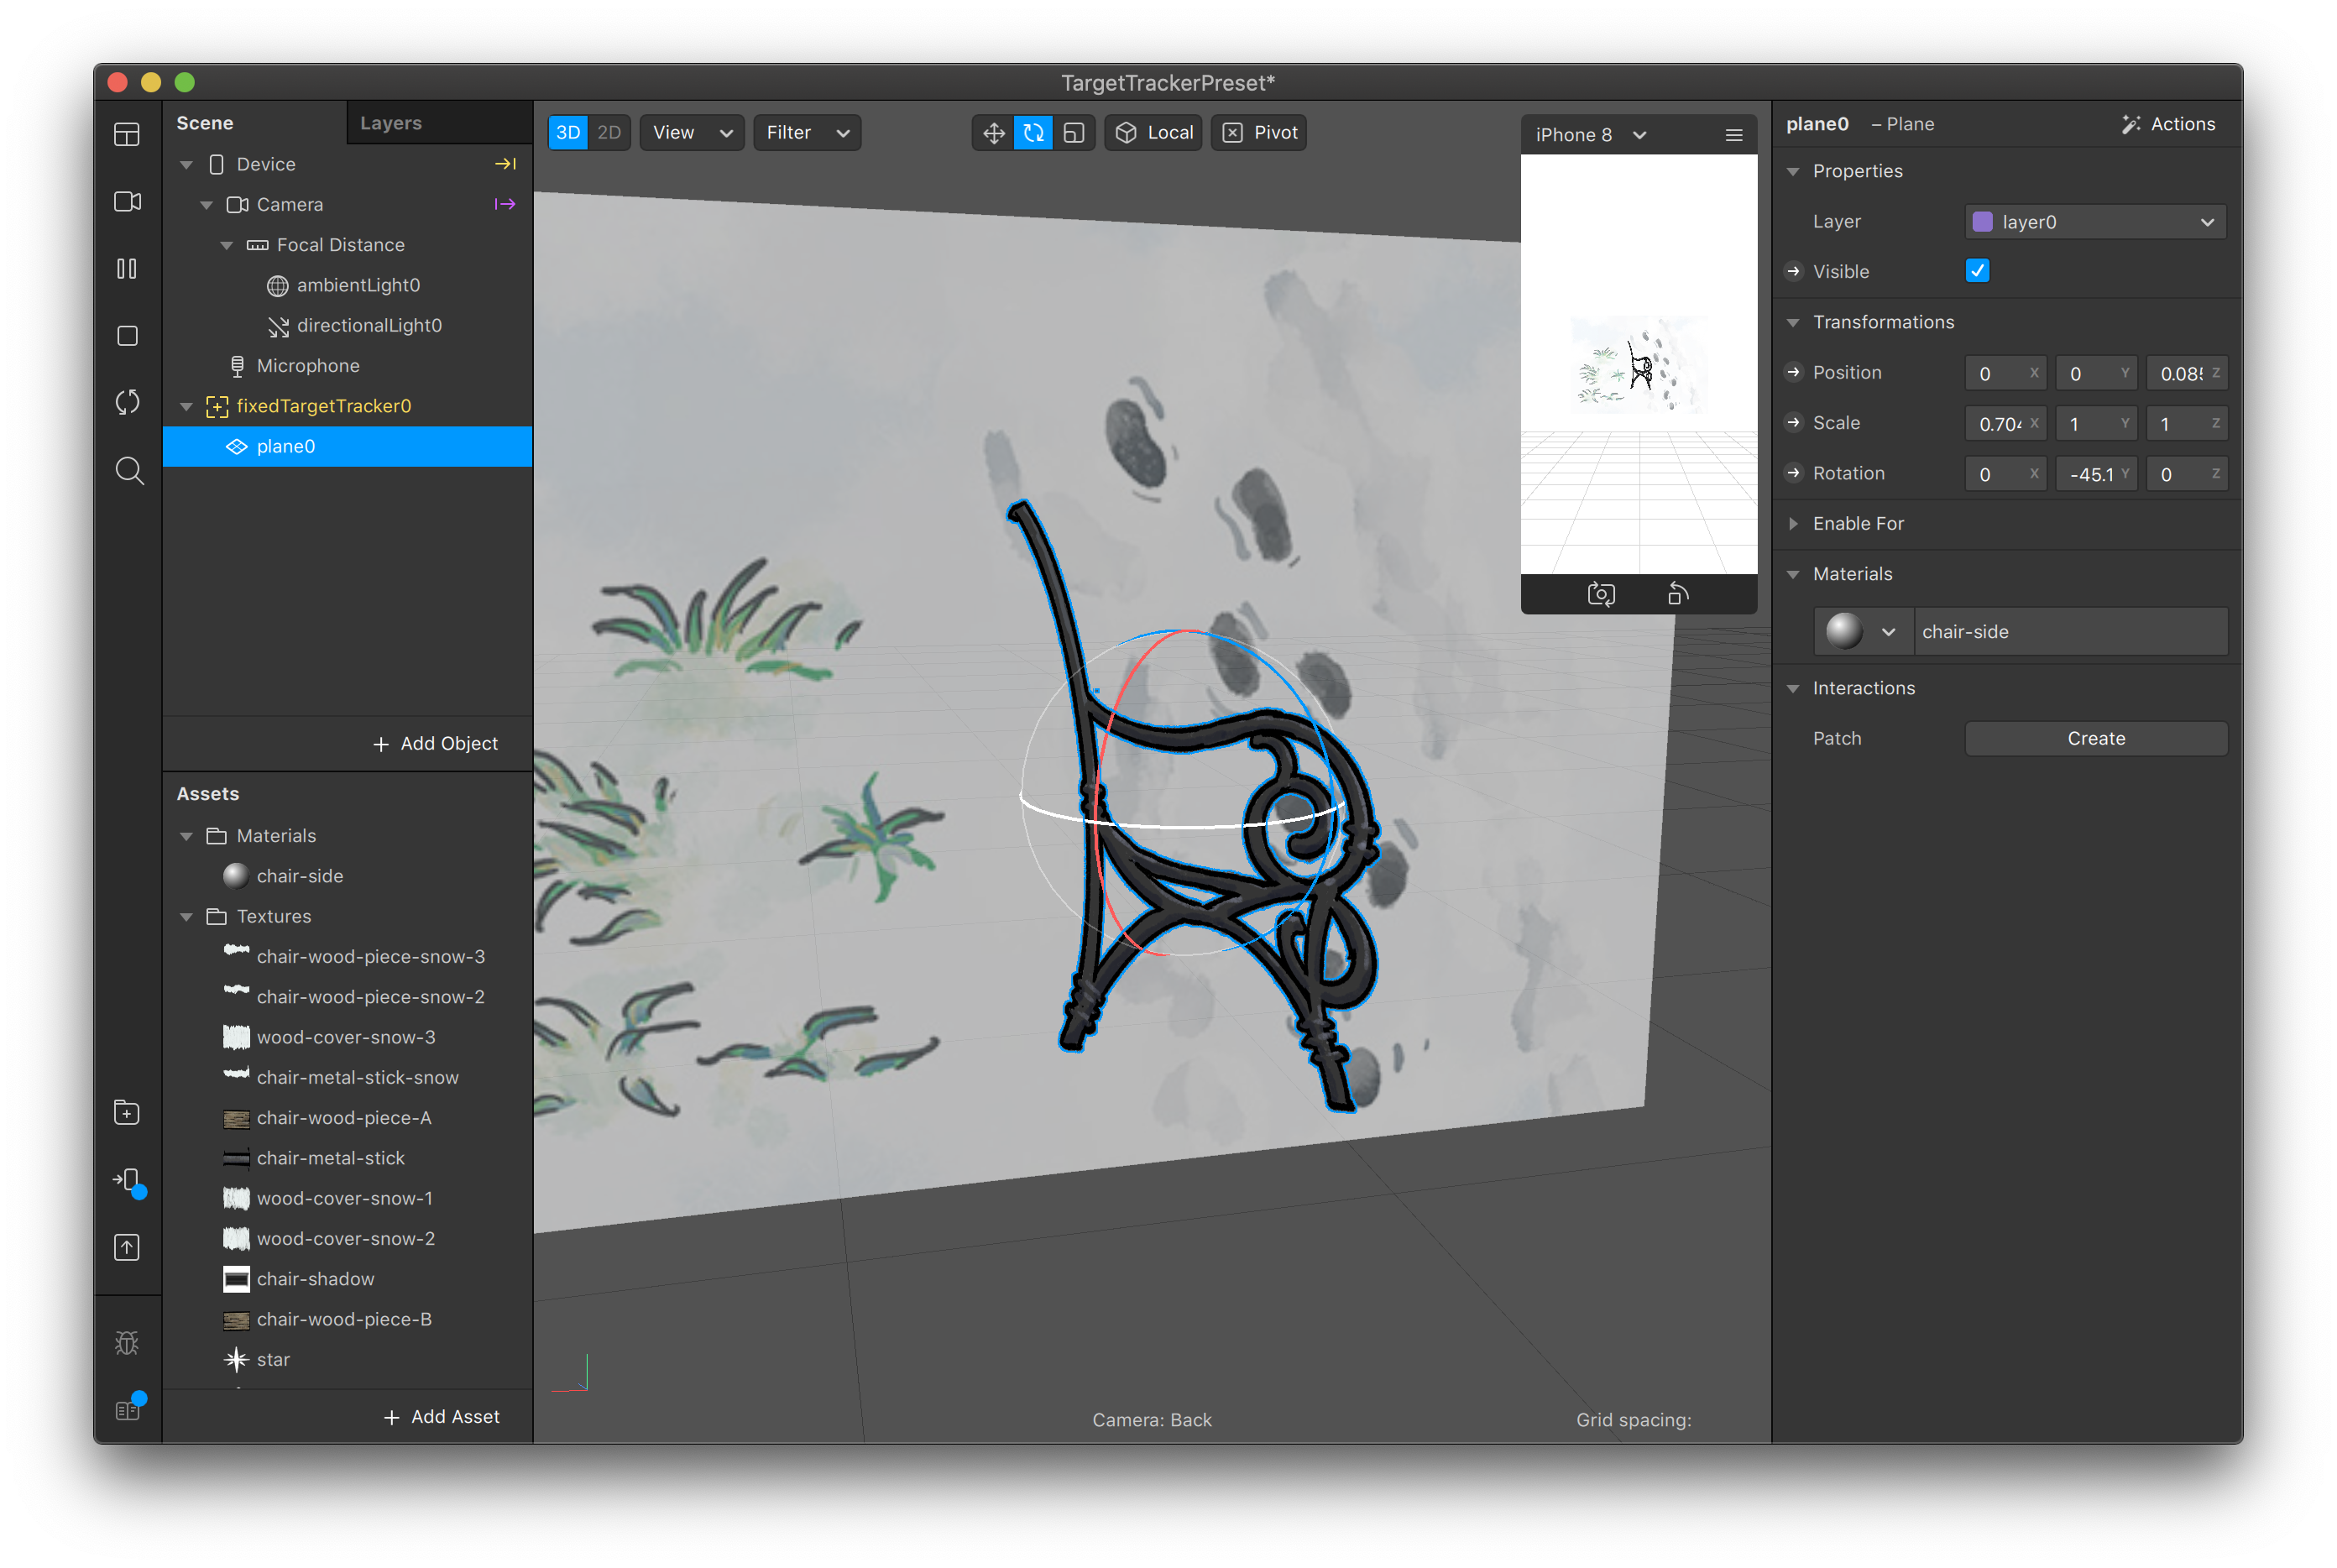 TargetTrackerPreset*
Scene
Layers
Device
Camera
Focal Distance
ambientLight0
directionalLight0
Microphone
fixedTargetTracker0
plane0
+ Add Object
Assets
Materials
chair-side
Textures
chair-wood-piece-snow-3
chair-wood-piece-snow-2
wood-cover-snow-3
chair-metal-stick-snow
chair-wood-piece-A
chair-metal-stick
wood-cover-snow-1
wood-cover-snow-2
chair-shadow
chair-wood-piece-B
star
+ Add Asset
3D 2D View Filter Local Pivot
iPhone 8
Camera: Back
Grid spacing:
plane0 – Plane Actions
Properties
Layer layer0
Visible
Transformations
Position 0 X 0 Y 0.085 Z
Scale 0.704 X 1 Y 1 Z
Rotation 0 X -45.1 Y 0 Z
Enable For
Materials
chair-side
Interactions
Patch Create